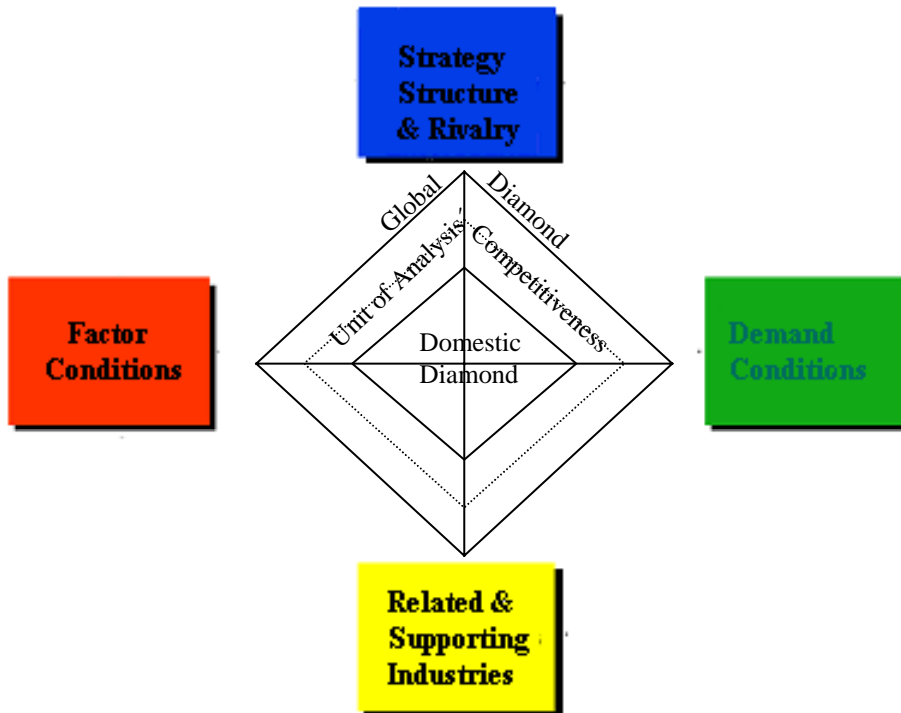 Strategy
Structure
& Rivalry
Global
Diamond
Unit of Analysis'
Competitiveness
Factor
Conditions
Domestic
Diamond
Demand
Conditions
Related &
Supporting
Industries